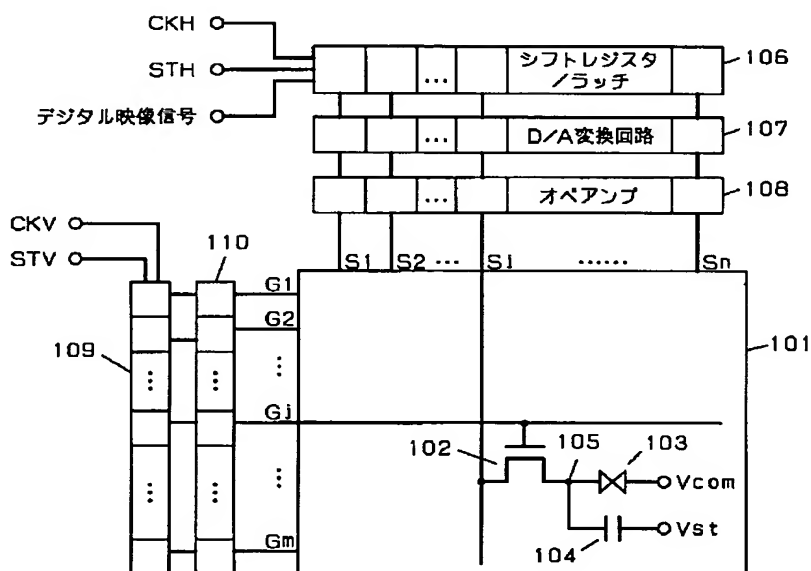 CKH
STH
デジタル映像信号
シフトレジスタ
/ラッチ
106
...
D/A変換回路
107
...
オペアンプ
108
...
CKV
STV
110
S1 S2 ... Si ...... Sn
G1
G2
...
Gj
...
Gm
109
...
...
...
...
101
102
105
103
Vcom
104
Vst